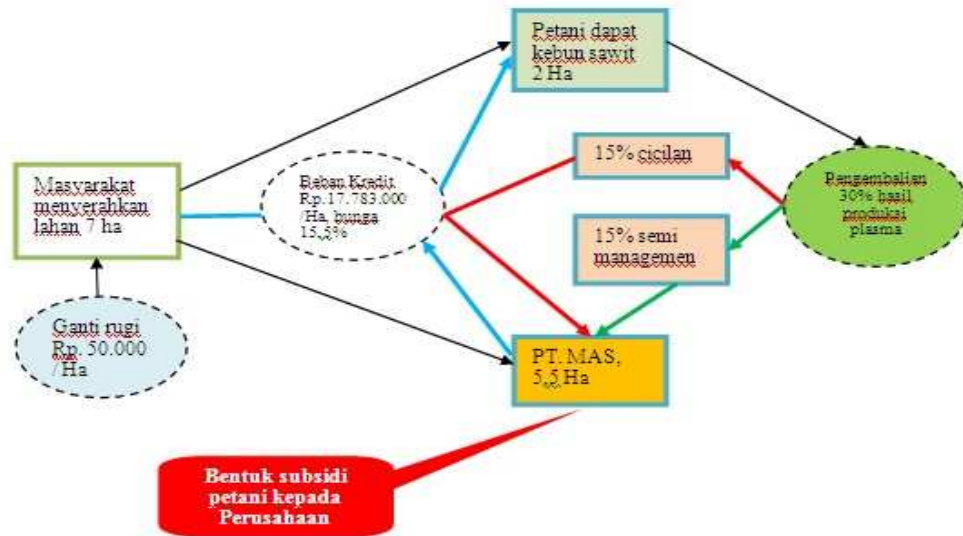 Petani dapat
kebun sawit
2 Ha
15% cicilan
Masyarakat
menyerahkan
lahan 7 ha
Beban Kredit
Rp.17.783.000
/Ha, bunga
15,5%
Pengembalian
30% hasil
produksi
plasma
15% semi
managemen
Ganti rugi
Rp. 50.000
/ Ha
PT. MAS,
5,5 Ha
Bentuk subsidi
petani kepada
Perusahaan